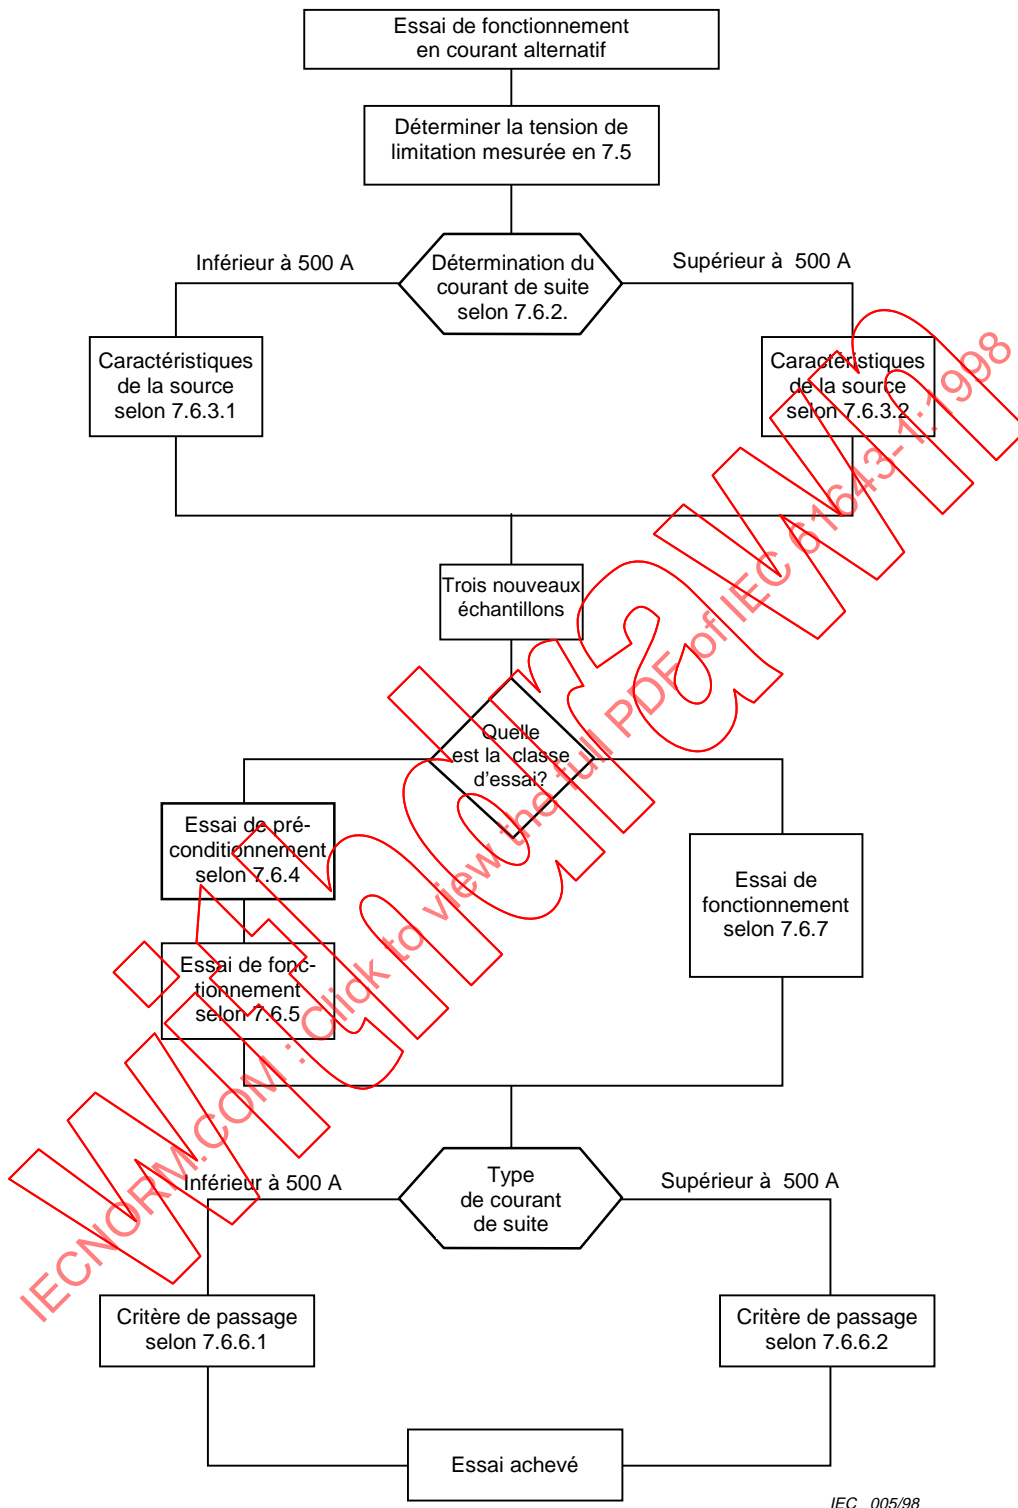 Essai de fonctionnement
en courant alternatif
Déterminer la tension de
limitation mesurée en 7.5
Inférieur à 500 A
Détermination du
courant de suite
selon 7.6.2.
Supérieur à 500 A
Caractéristiques
de la source
selon 7.6.3.1
Caractéristiques
de la source
selon 7.6.3.2
Trois nouveaux
échantillons
Quelle
est la classe
d'essai?
Essai de pré-
conditionnement
selon 7.6.4
Essai de
fonctionnement
selon 7.6.7
Essai de fonc-
tionnement
selon 7.6.5
Inférieur à 500 A
Type
de courant
de suite
Supérieur à 500 A
Critère de passage
selon 7.6.6.1
Critère de passage
selon 7.6.6.2
Essai achevé
IEC 005/98
Withdrawn
IECNORM.COM : Click to view the full PDF of IEC 61643-1:1998